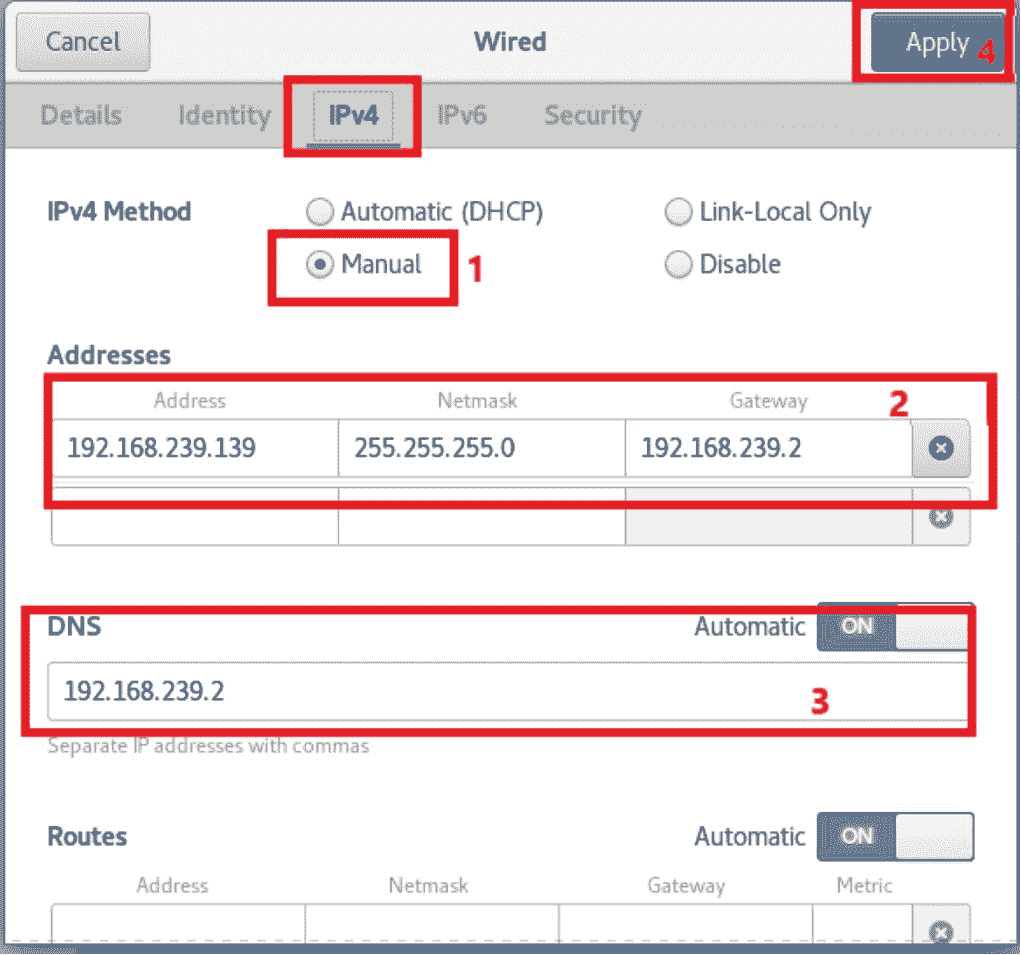 Cancel Wired Apply 4
Details Identity IPv4 IPv6 Security
IPv4 Method Automatic (DHCP) Link-Local Only
Manual 1 Disable
Addresses
Address Netmask Gateway 2
192.168.239.139 255.255.255.0 192.168.239.2
DNS Automatic ON
192.168.239.2 3
Separate IP addresses with commas
Routes Automatic ON
Address Netmask Gateway Metric